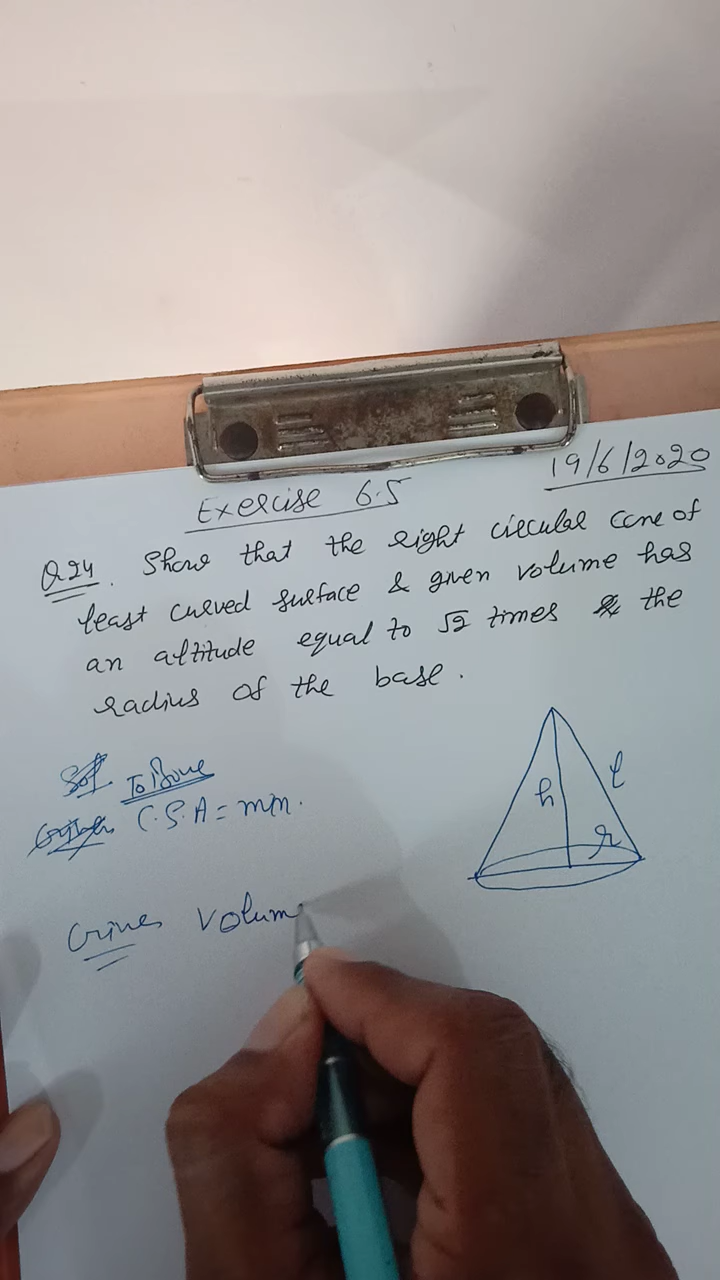 19/6/2020
Exercise 6.5
Q24. Show that the right circular cone of
least curved surface & given volume has
an altitude equal to √2 times the
radius of the base.
Sol To Prove
C.S.A = min.
Given Volum
h
l
r